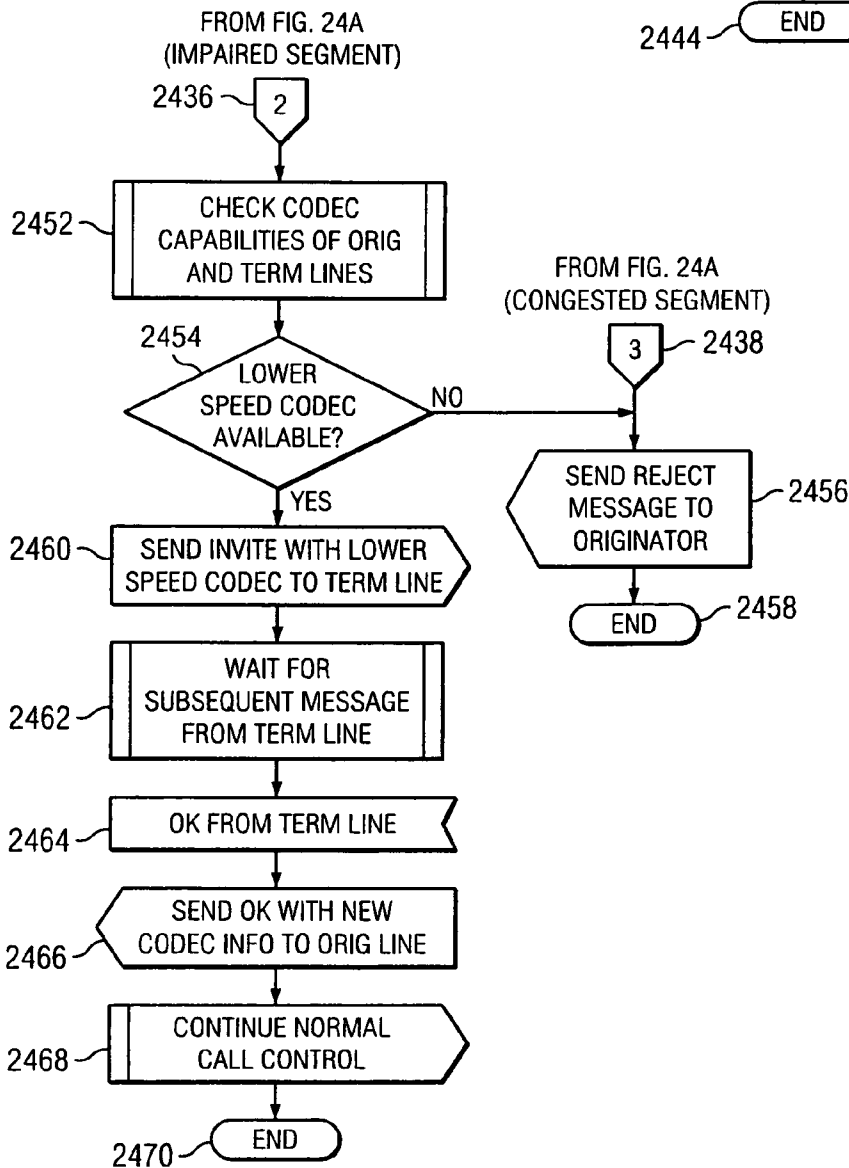 FROM FIG. 24A
(IMPAIRED SEGMENT)
2444
END
2436
2
2452
CHECK CODEC
CAPABILITIES OF ORIG
AND TERM LINES
FROM FIG. 24A
(CONGESTED SEGMENT)
3
2438
2454
LOWER
SPEED CODEC
AVAILABLE?
NO
YES
SEND REJECT
MESSAGE TO
ORIGINATOR
2456
END
2458
2460
SEND INVITE WITH LOWER
SPEED CODEC TO TERM LINE
2462
WAIT FOR
SUBSEQUENT MESSAGE
FROM TERM LINE
2464
OK FROM TERM LINE
2466
SEND OK WITH NEW
CODEC INFO TO ORIG LINE
2468
CONTINUE NORMAL
CALL CONTROL
2470
END